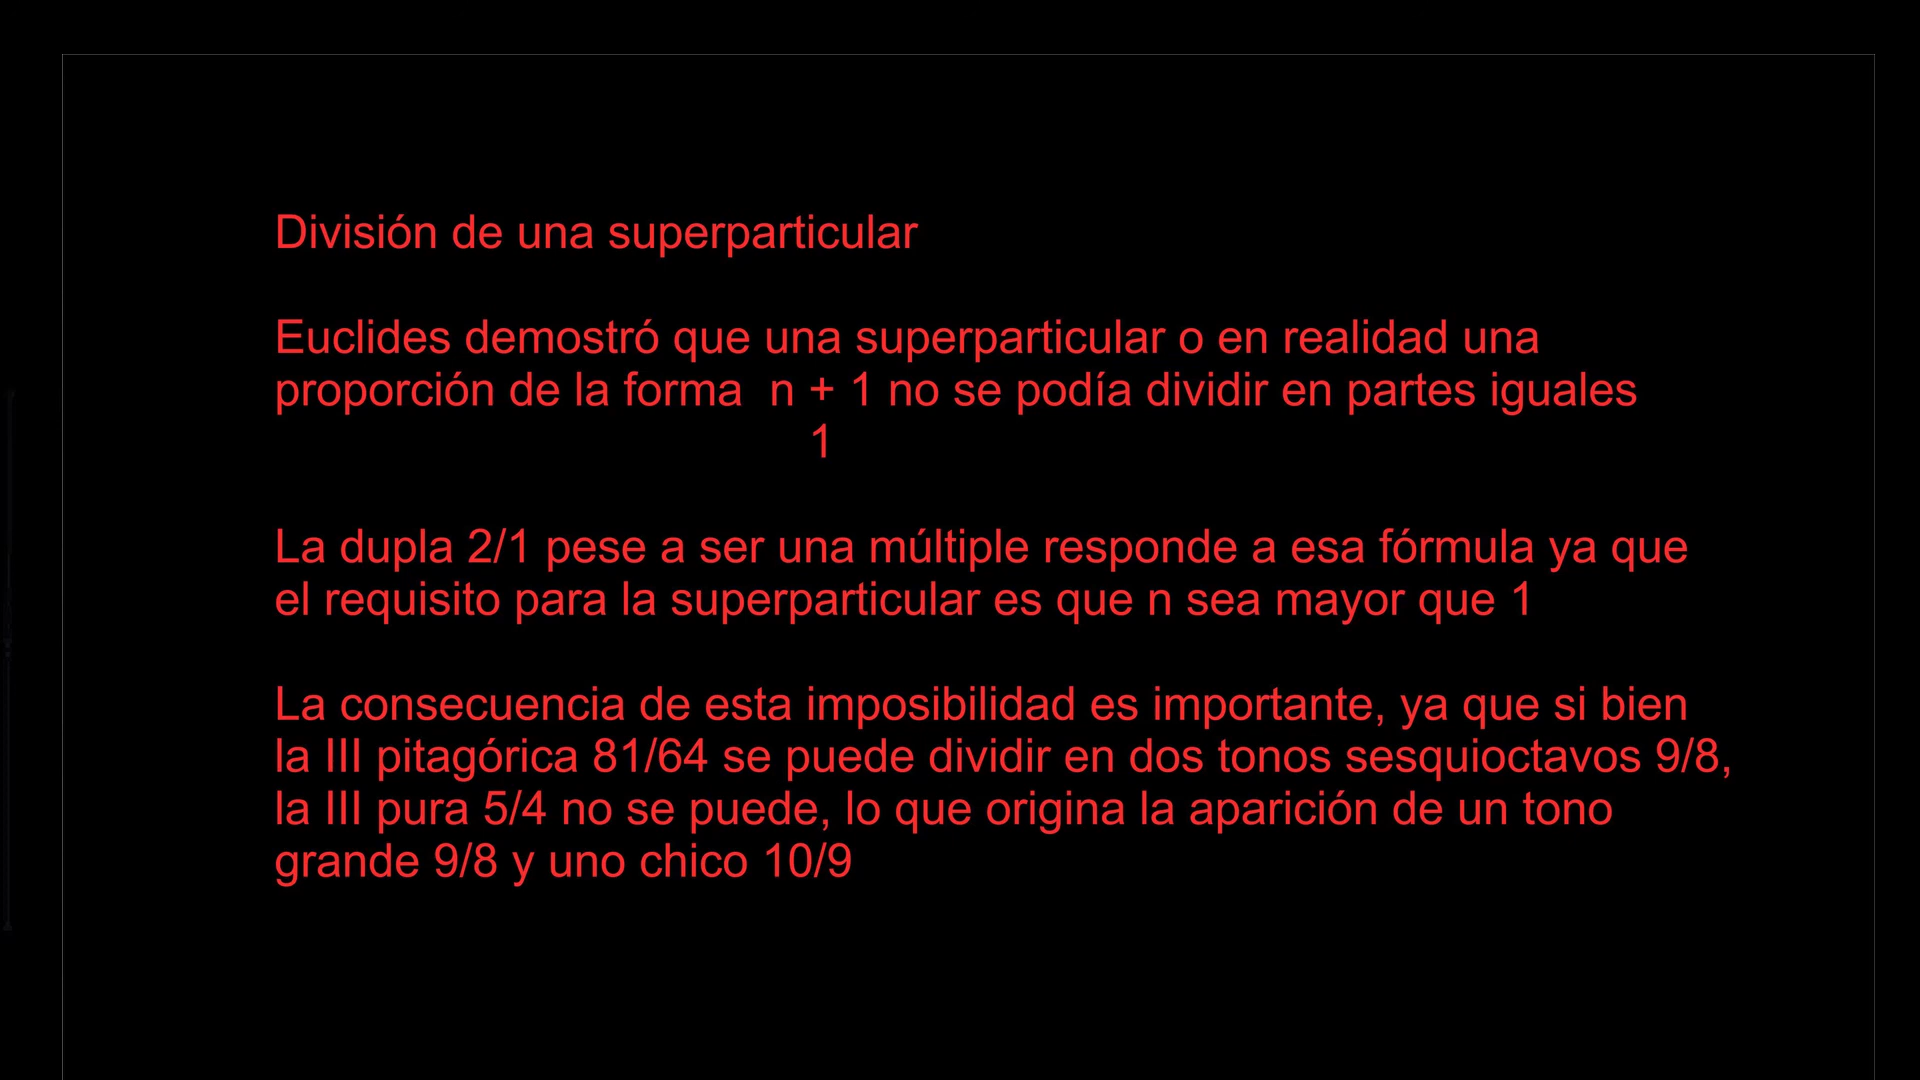 División de una superparticular
Euclides demostró que una superparticular o en realidad una
proporción de la forma  n + 1 no se podía dividir en partes iguales
1
La dupla 2/1 pese a ser una múltiple responde a esa fórmula ya que
el requisito para la superparticular es que n sea mayor que 1
La consecuencia de esta imposibilidad es importante, ya que si bien
la III pitagórica 81/64 se puede dividir en dos tonos sesquioctavos 9/8,
la III pura 5/4 no se puede, lo que origina la aparición de un tono
grande 9/8 y uno chico 10/9